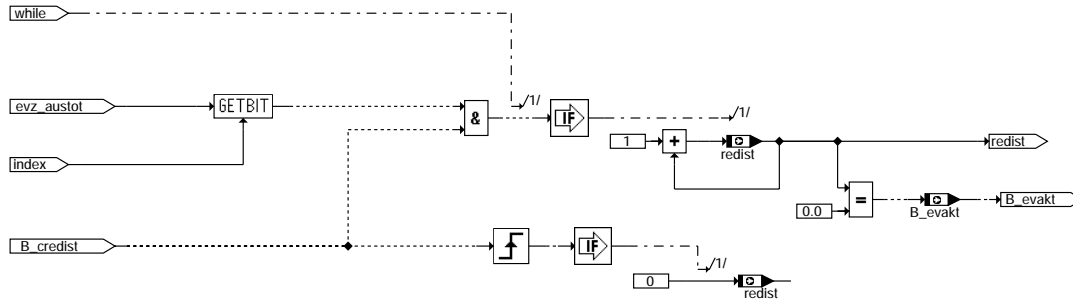 while
evz_austot
GETBIT
/1/
&
IF
/1/
index
1
+
redist
redist
0.0
=
B_evakt
B_evakt
B_credist
IF
/1/
0
redist